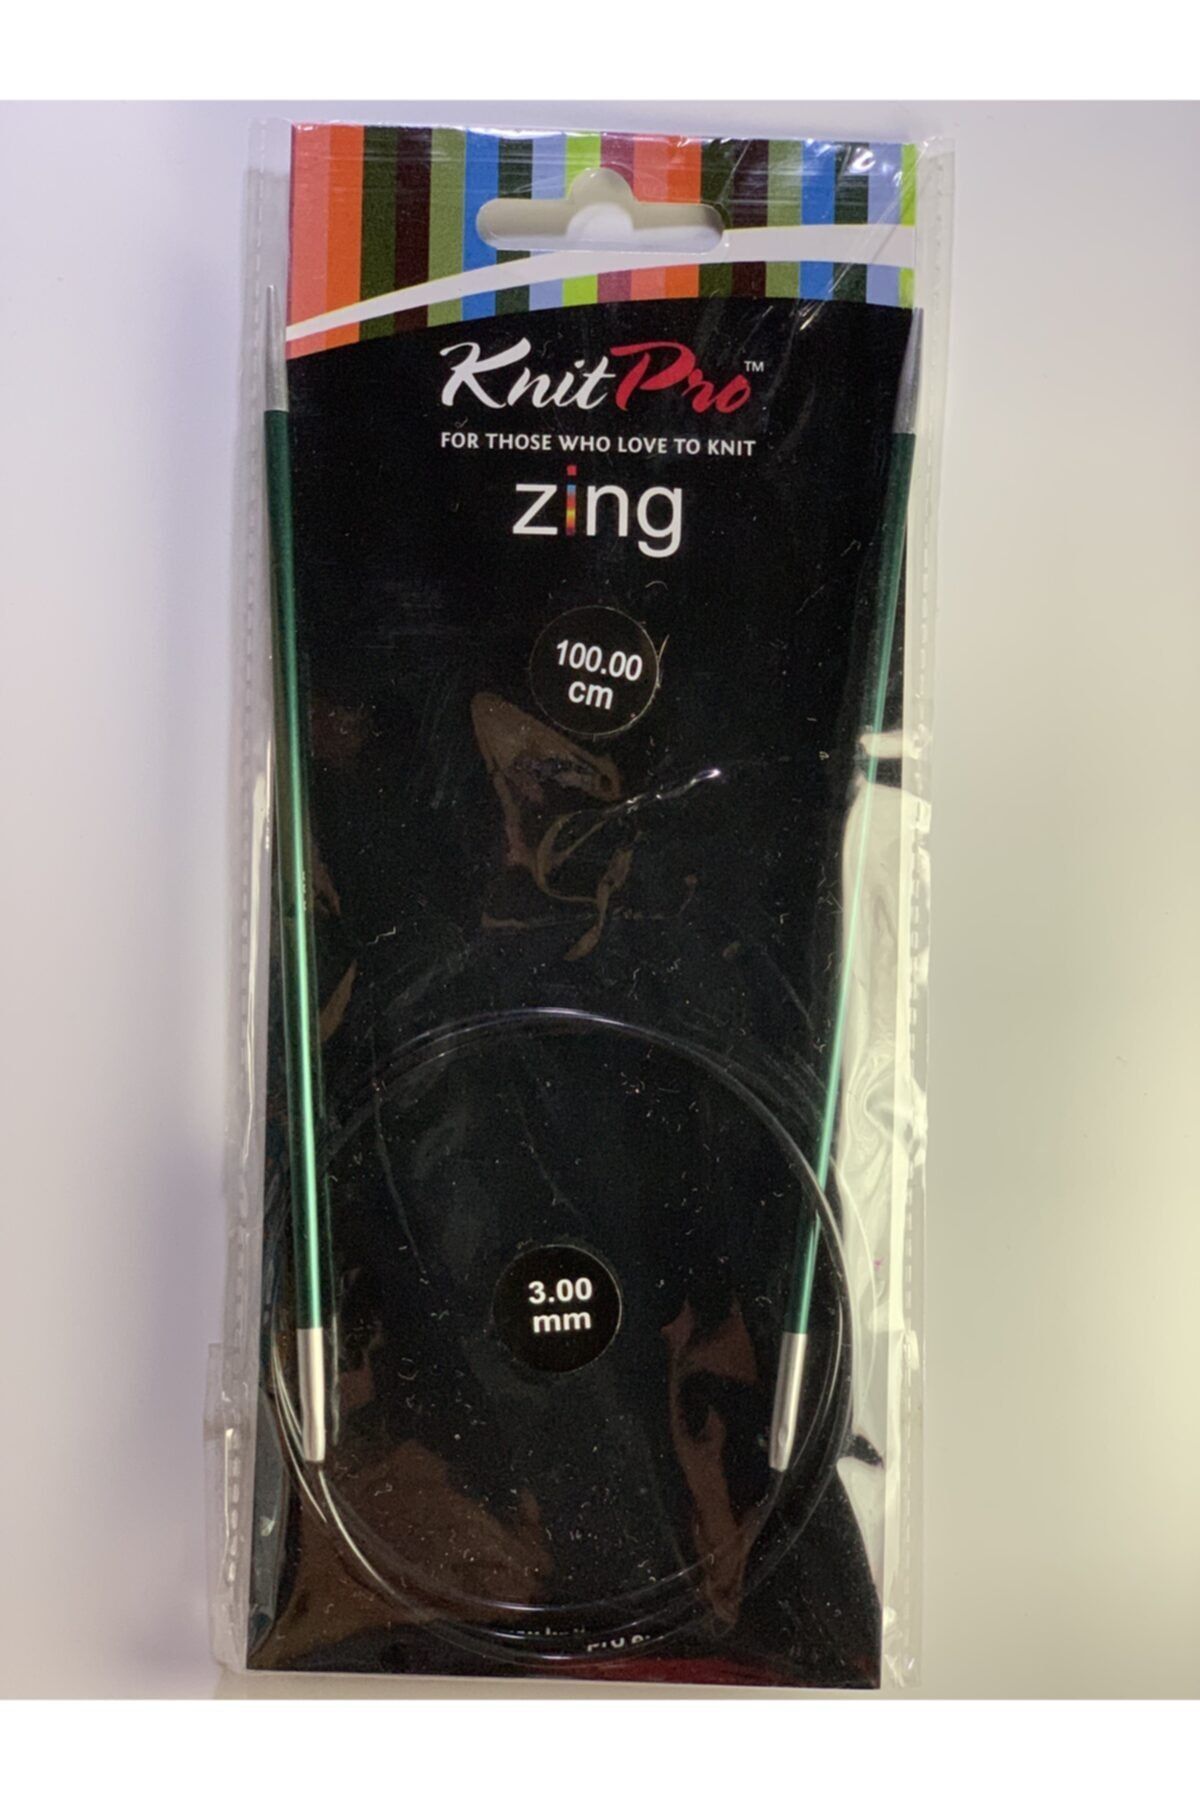 KnitPro™
FOR THOSE WHO LOVE TO KNIT
zing
100.00
cm
3.00
mm